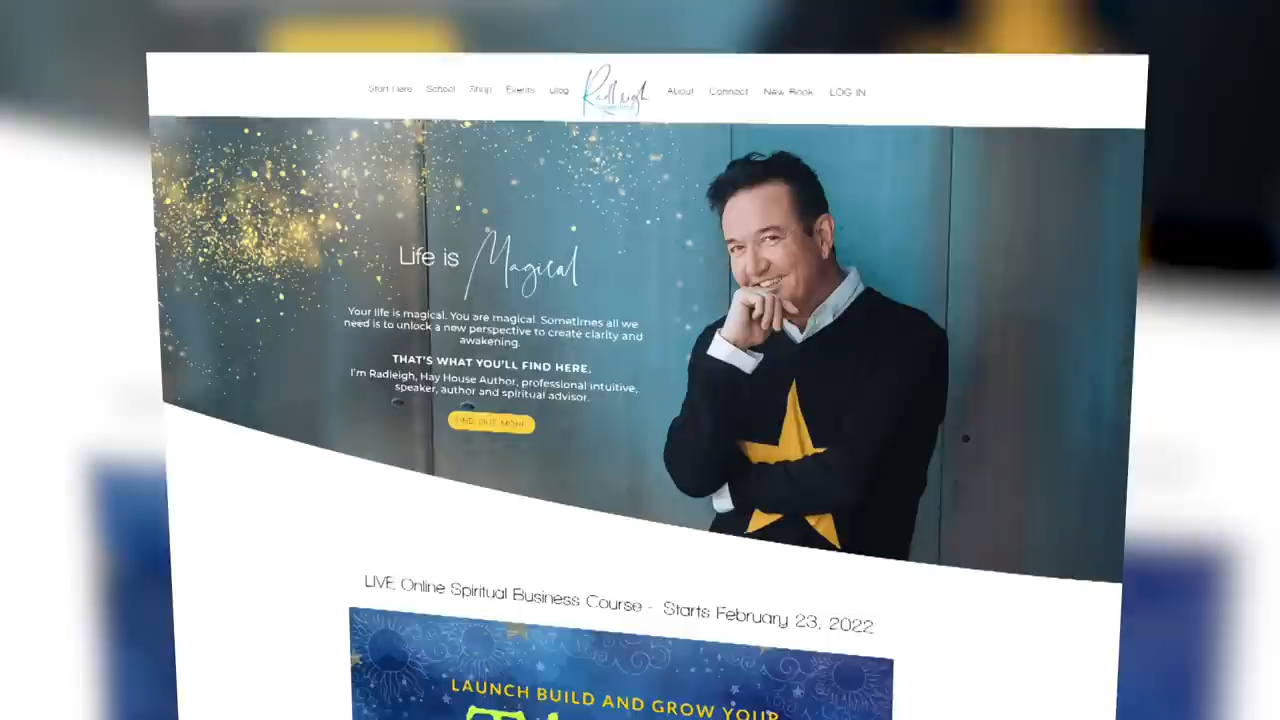 Start Here School Shop Events Blog Radleigh About Connect New Book LOG IN
Life is Magical
Your life is magical. You are magical. Sometimes all we
need is to unlock a new perspective to create clarity and
awakening.
THAT'S WHAT YOU'LL FIND HERE.
I'm Radleigh, Hay House Author, professional intuitive,
speaker, author and spiritual advisor.
FIND OUT MORE
LIVE Online Spiritual Business Course - Starts February 23, 2022
LAUNCH BUILD AND GROW YOUR